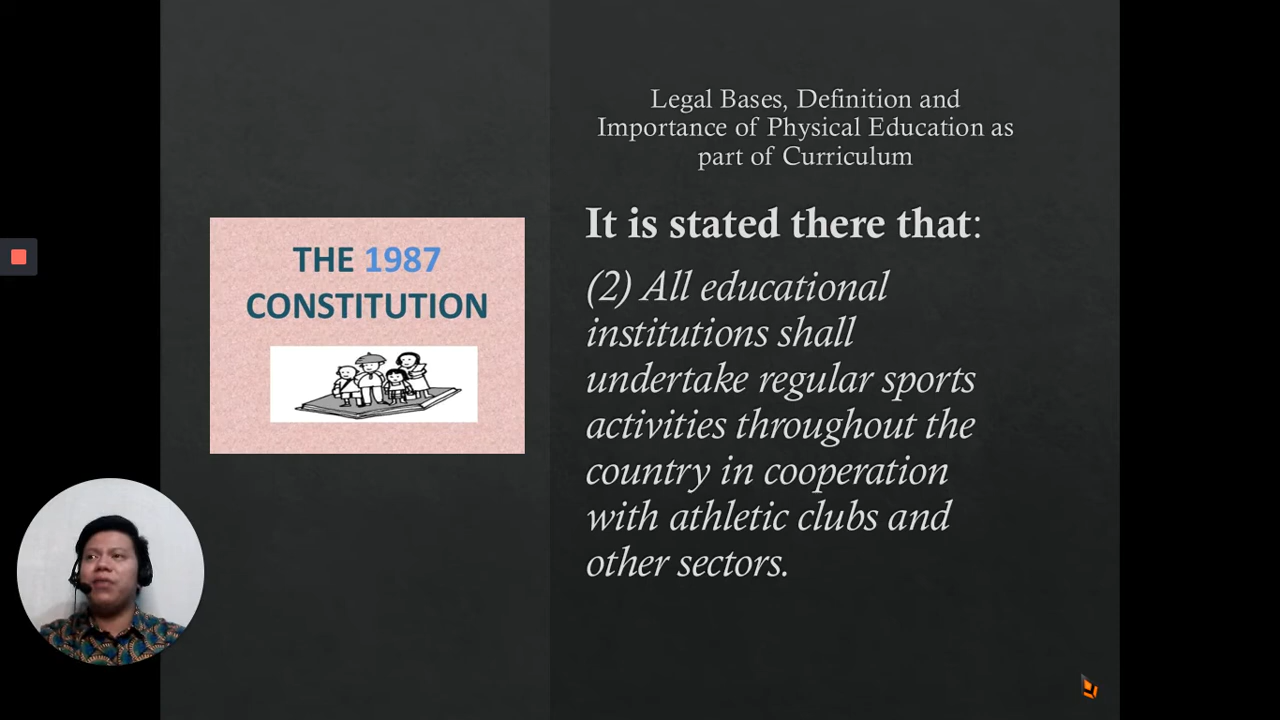 Legal Bases, Definition and
Importance of Physical Education as
part of Curriculum
THE 1987
CONSTITUTION
It is stated there that:
(2) All educational
institutions shall
undertake regular sports
activities throughout the
country in cooperation
with athletic clubs and
other sectors.